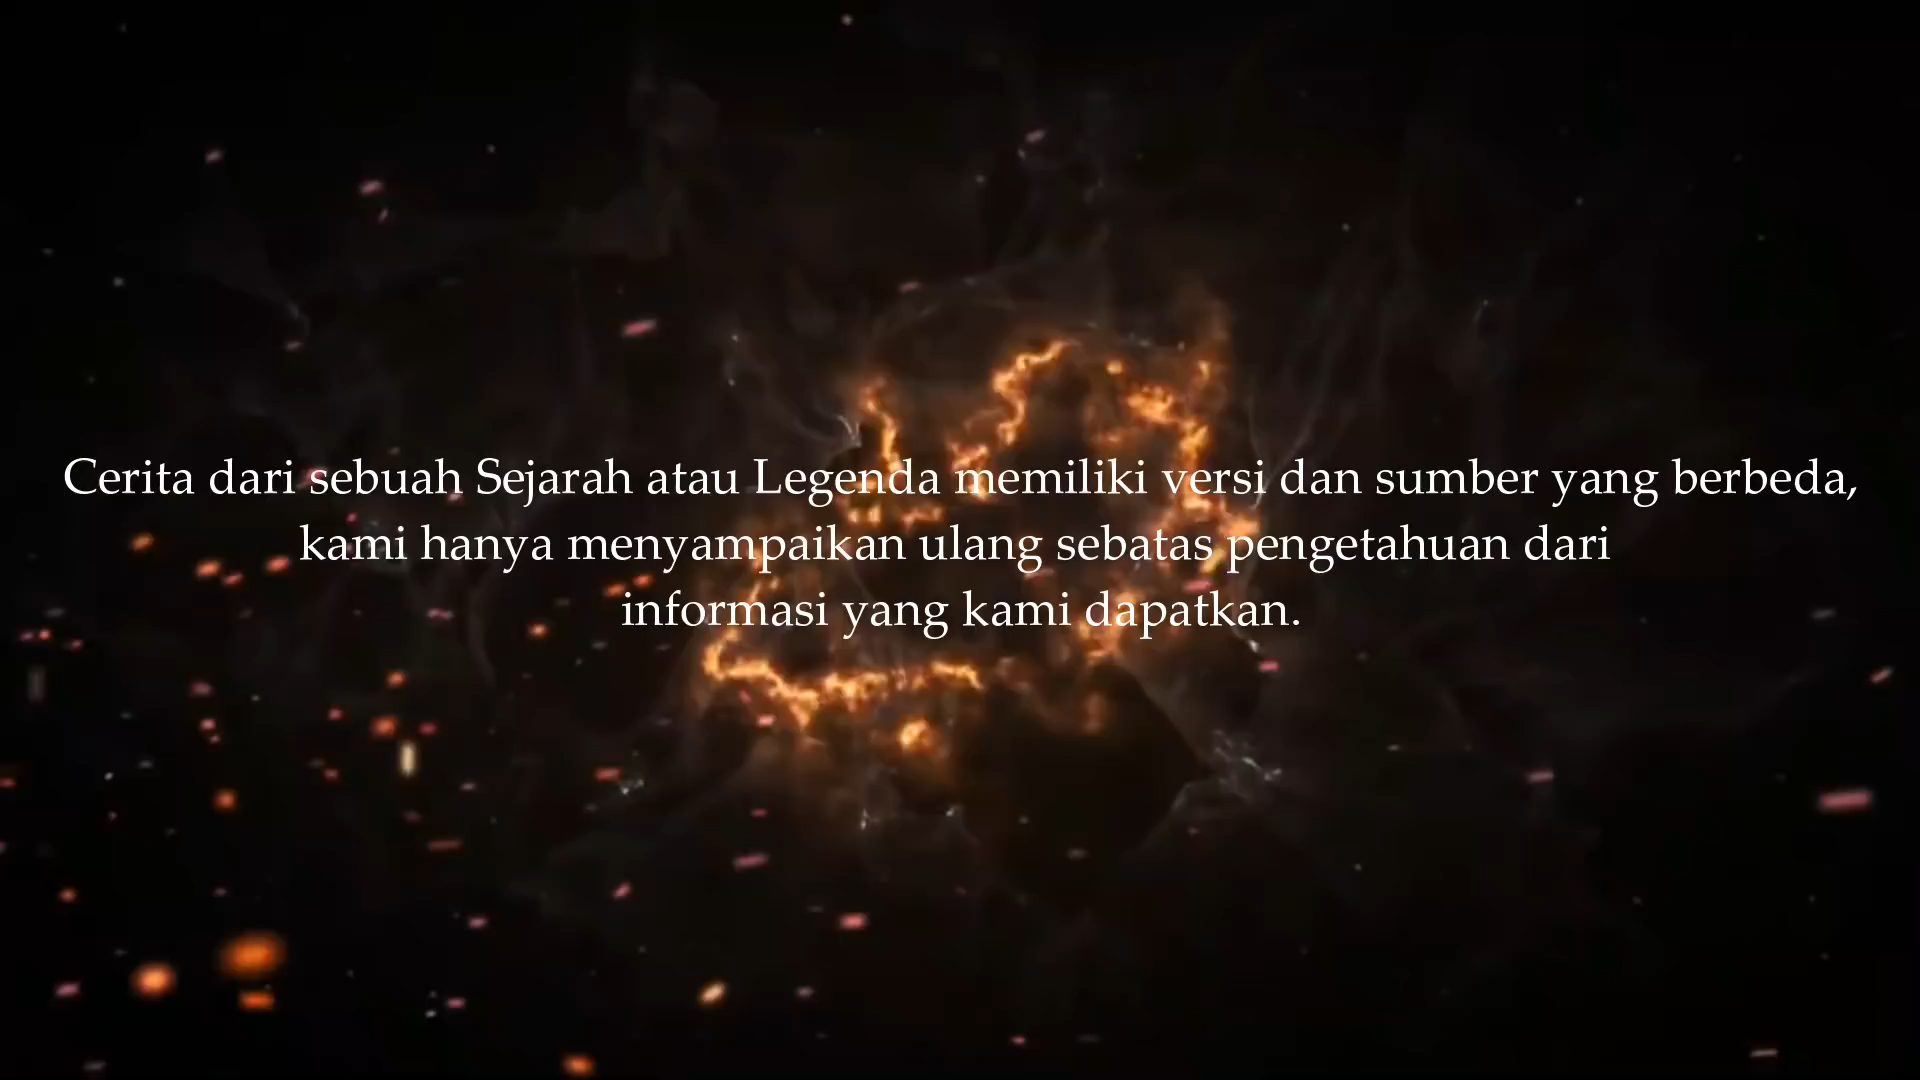 Cerita dari sebuah Sejarah atau Legenda memiliki versi dan sumber yang berbeda,
kami hanya menyampaikan ulang sebatas pengetahuan dari
informasi yang kami dapatkan.